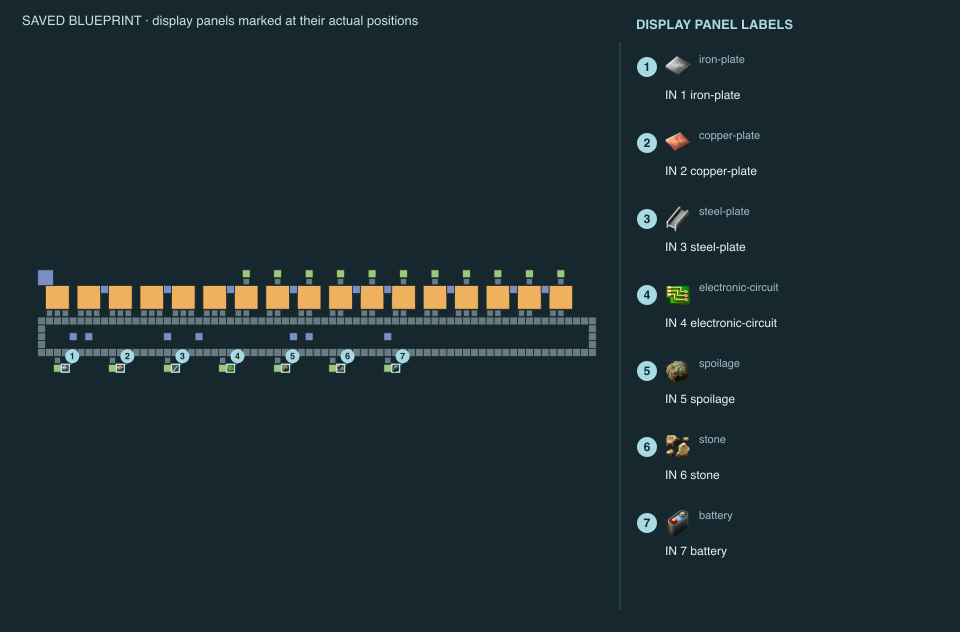 SAVED BLUEPRINT · display panels marked at their actual positions
DISPLAY PANEL LABELS
1 iron-plate
IN 1 iron-plate
2 copper-plate
IN 2 copper-plate
3 steel-plate
IN 3 steel-plate
4 electronic-circuit
IN 4 electronic-circuit
5 spoilage
IN 5 spoilage
6 stone
IN 6 stone
7 battery
IN 7 battery
1 2 3 4 5 6 7